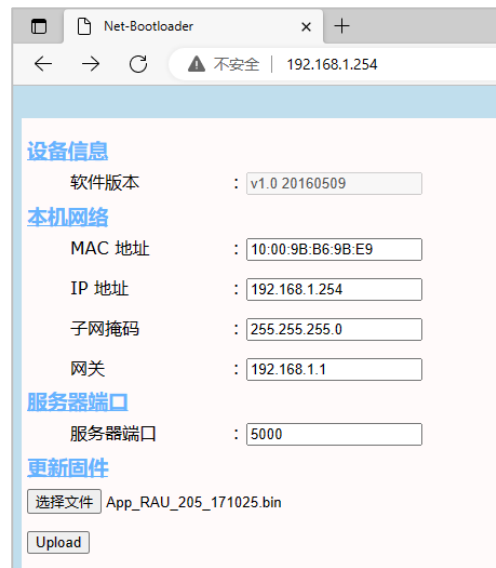 Net-Bootloader
不安全 192.168.1.254
设备信息
软件版本 : v1.0 20160509
本机网络
MAC 地址 : 10:00:9B:B6:9B:E9
IP 地址 : 192.168.1.254
子网掩码 : 255.255.255.0
网关 : 192.168.1.1
服务器端口
服务器端口 : 5000
更新固件
选择文件 App_RAU_205_171025.bin
Upload